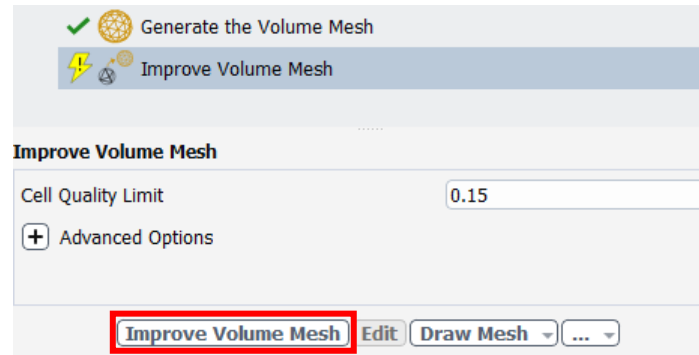 Generate the Volume Mesh
Improve Volume Mesh
Improve Volume Mesh
Cell Quality Limit 0.15
+ Advanced Options
Improve Volume Mesh Edit Draw Mesh ...